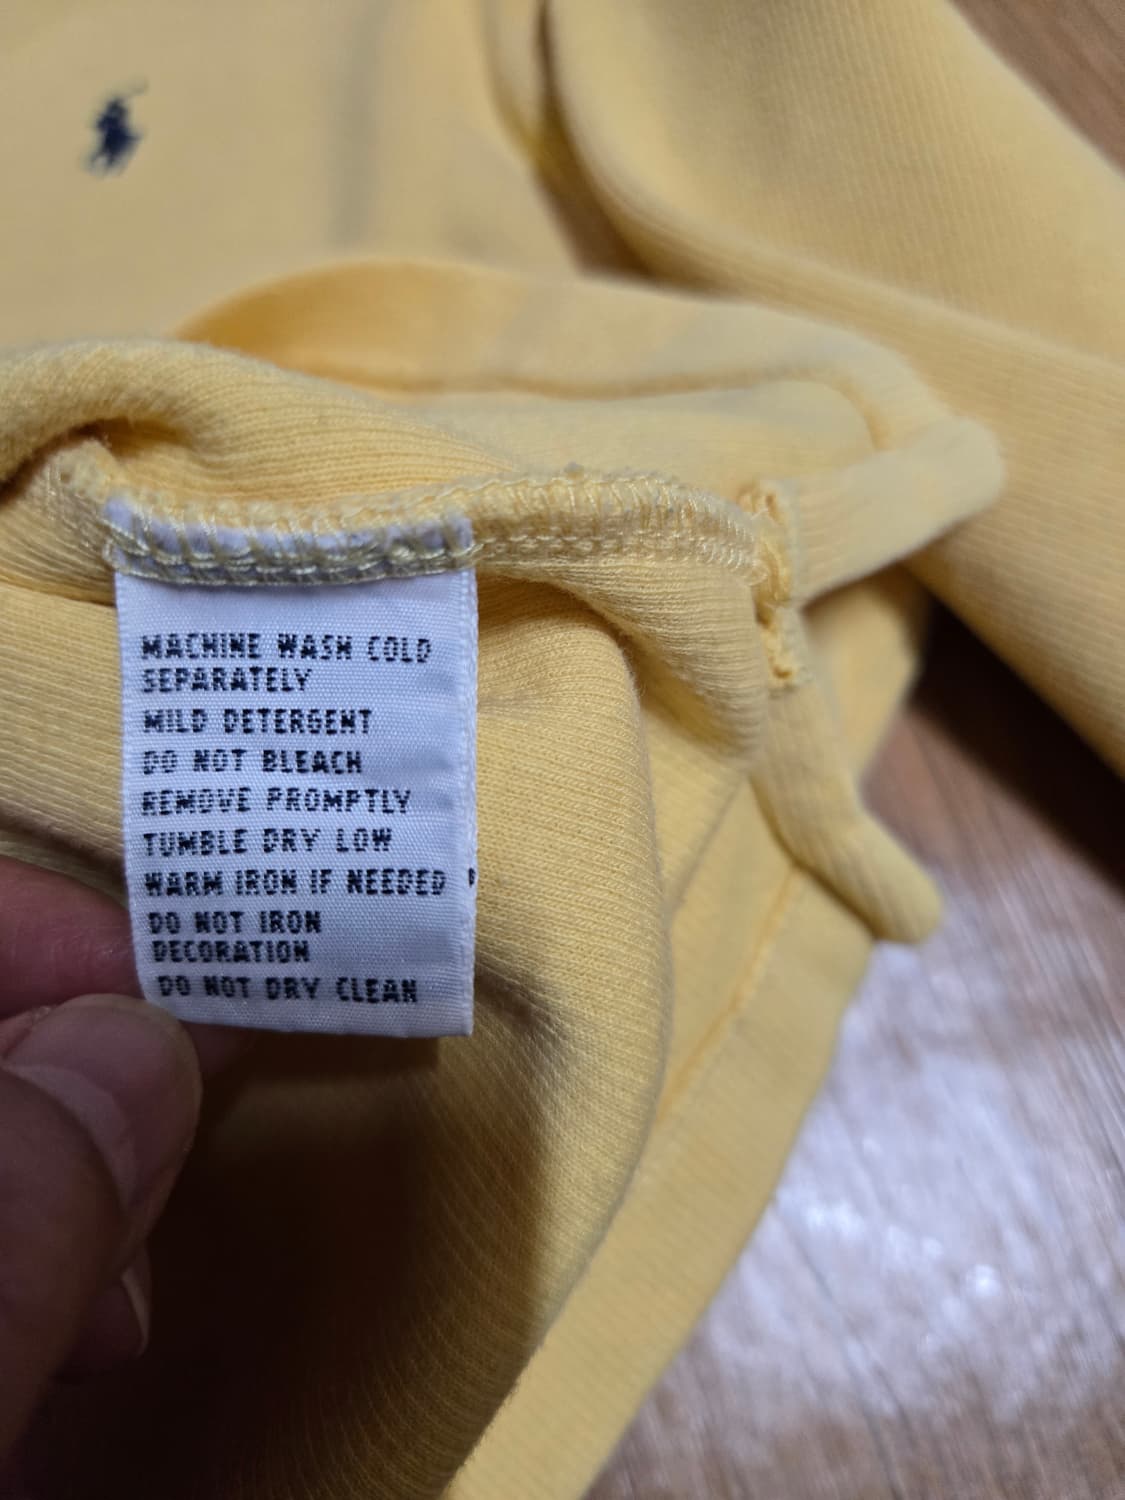 MACHINE WASH COLD
SEPARATELY
MILD DETERGENT
DO NOT BLEACH
REMOVE PROMPTLY
TUMBLE DRY LOW
WARM IRON IF NEEDED
DO NOT IRON
DECORATION
DO NOT DRY CLEAN